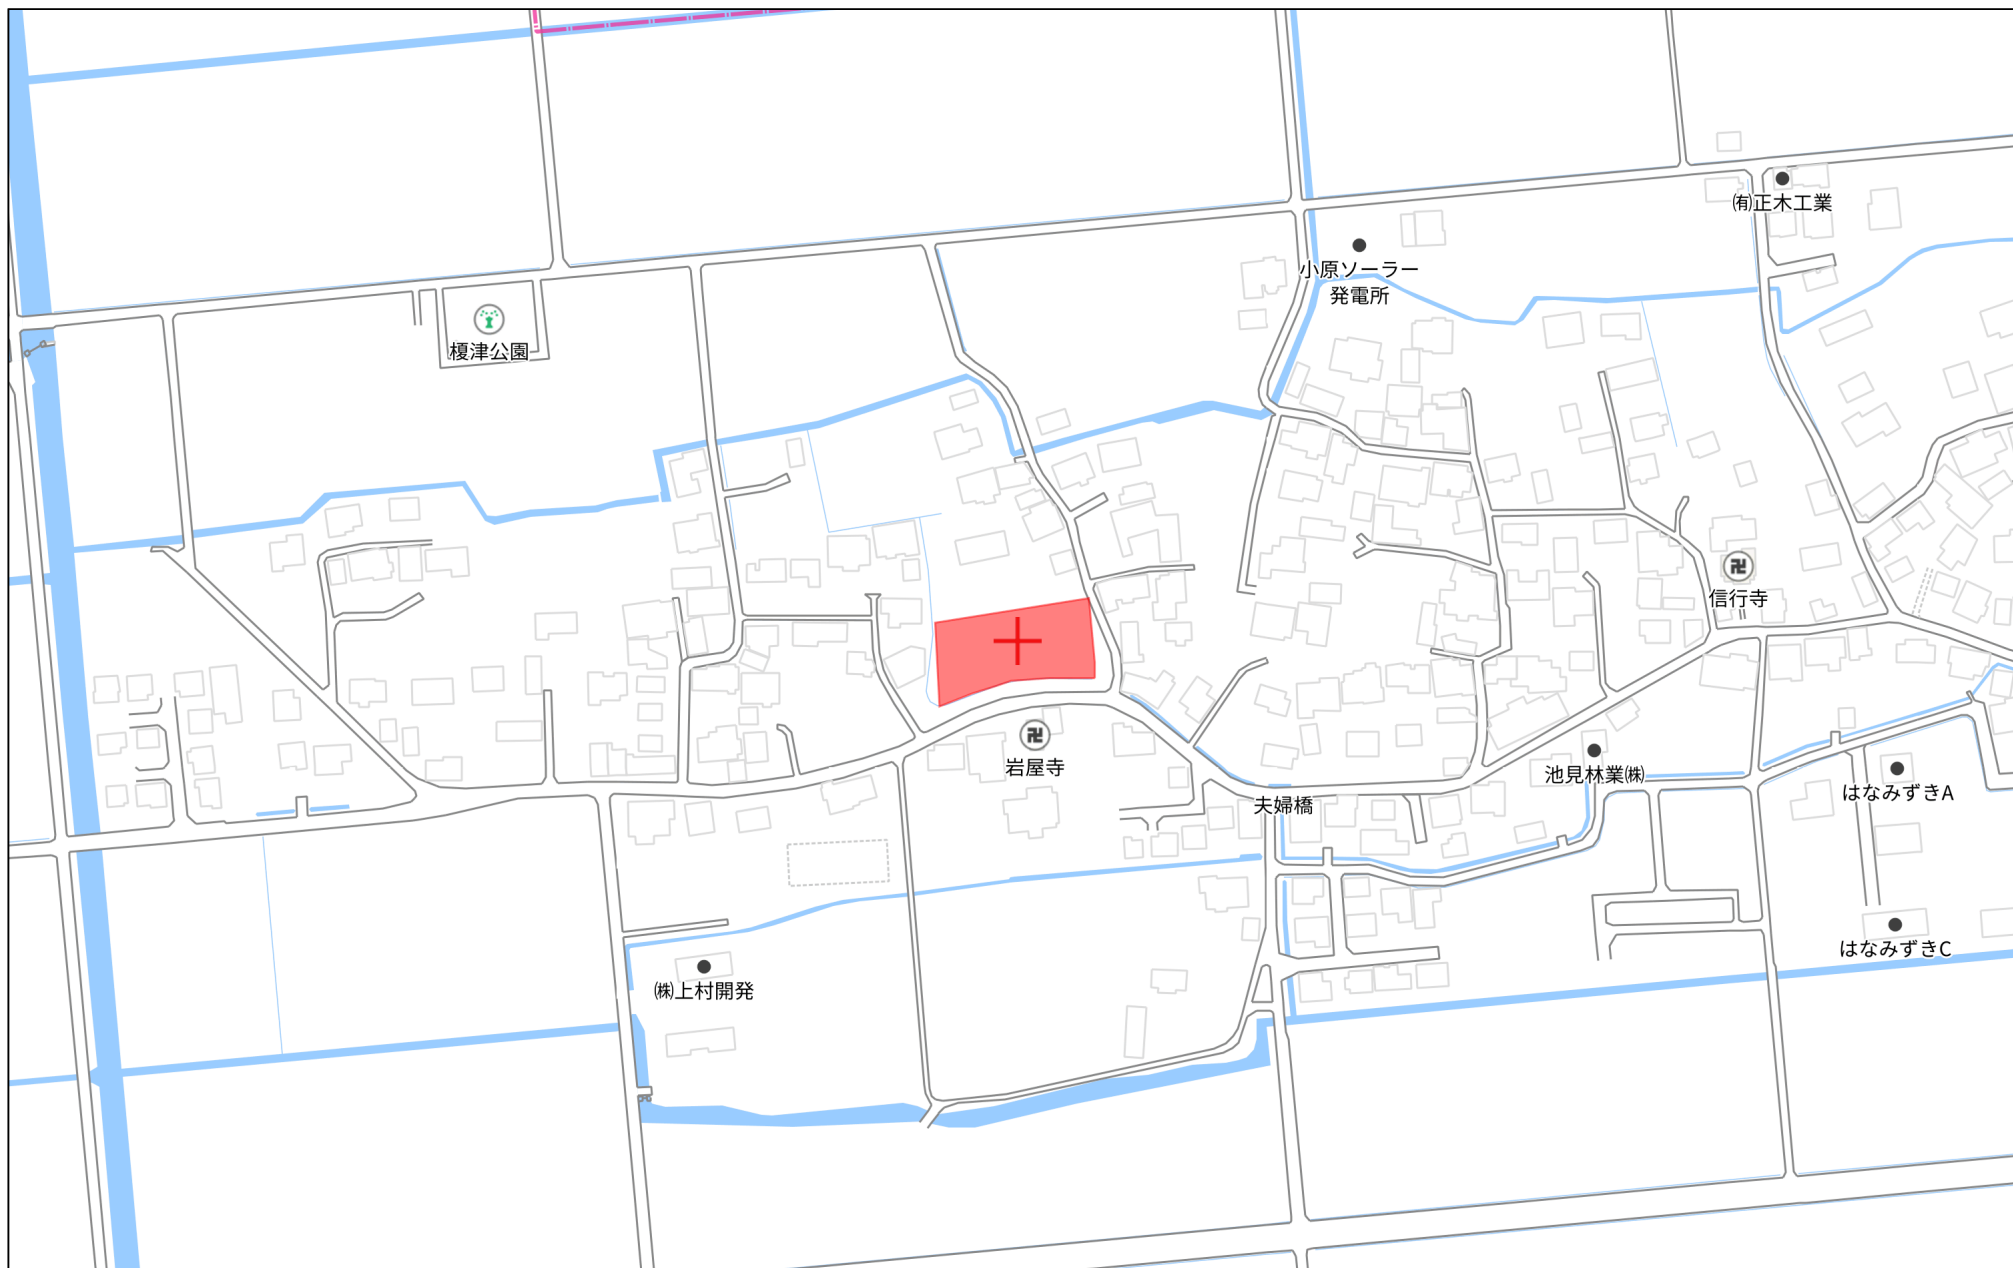 ㈲正木工業
小原ソーラー
発電所
榎津公園
信行寺
岩屋寺
池見林業㈱
はなみずきA
夫婦橋
はなみずきC
㈱上村開発